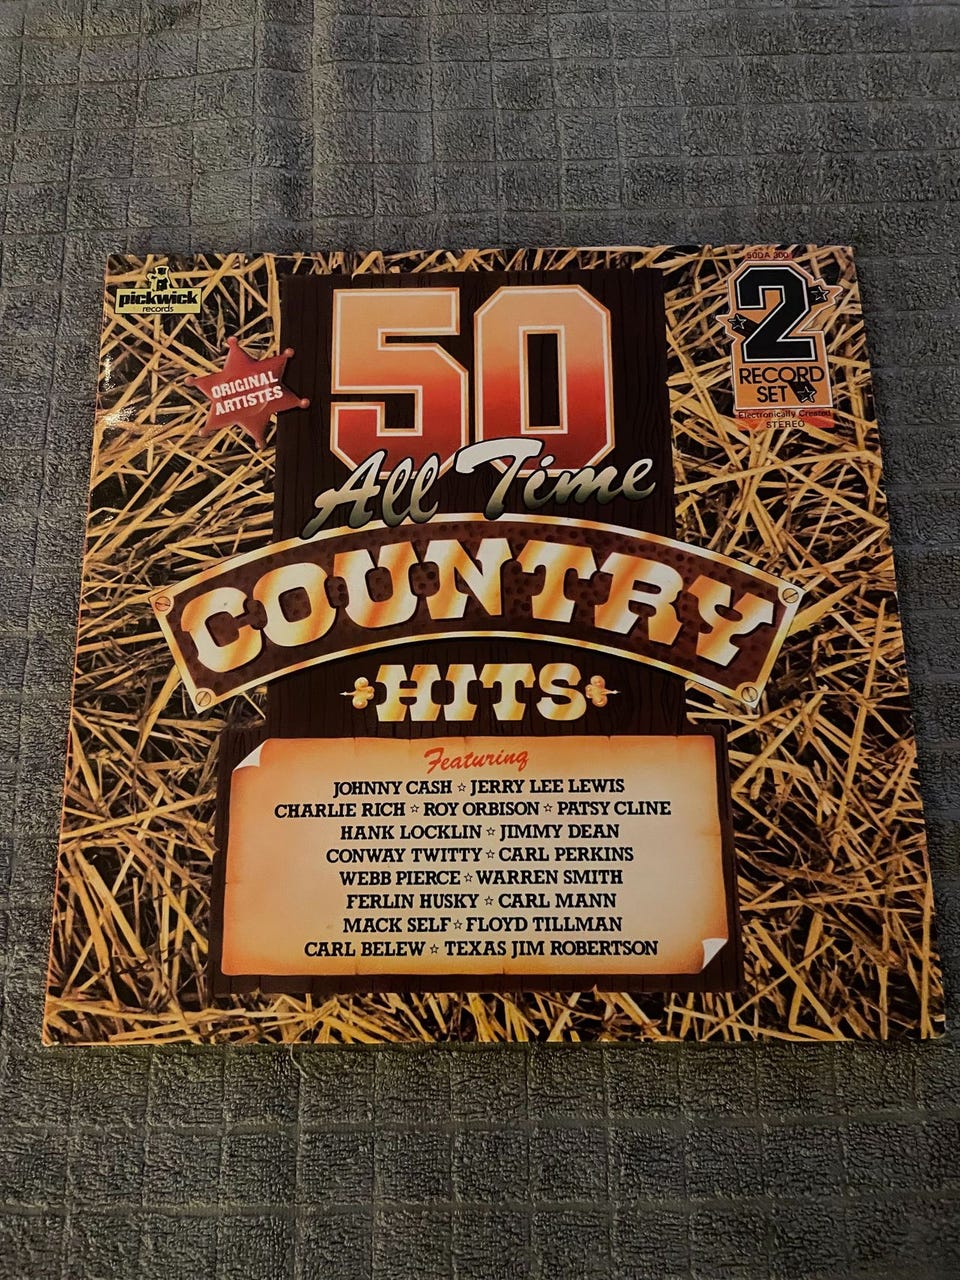 pickwick
records
50DA 300
2
RECORD
SET
Electronically Created
STEREO
ORIGINAL
ARTISTES
50
All Time
COUNTRY
HITS
Featuring
JOHNNY CASH ☆ JERRY LEE LEWIS
CHARLIE RICH ☆ ROY ORBISON ☆ PATSY CLINE
HANK LOCKLIN ☆ JIMMY DEAN
CONWAY TWITTY ☆ CARL PERKINS
WEBB PIERCE ☆ WARREN SMITH
FERLIN HUSKY ☆ CARL MANN
MACK SELF ☆ FLOYD TILLMAN
CARL BELEW ☆ TEXAS JIM ROBERTSON